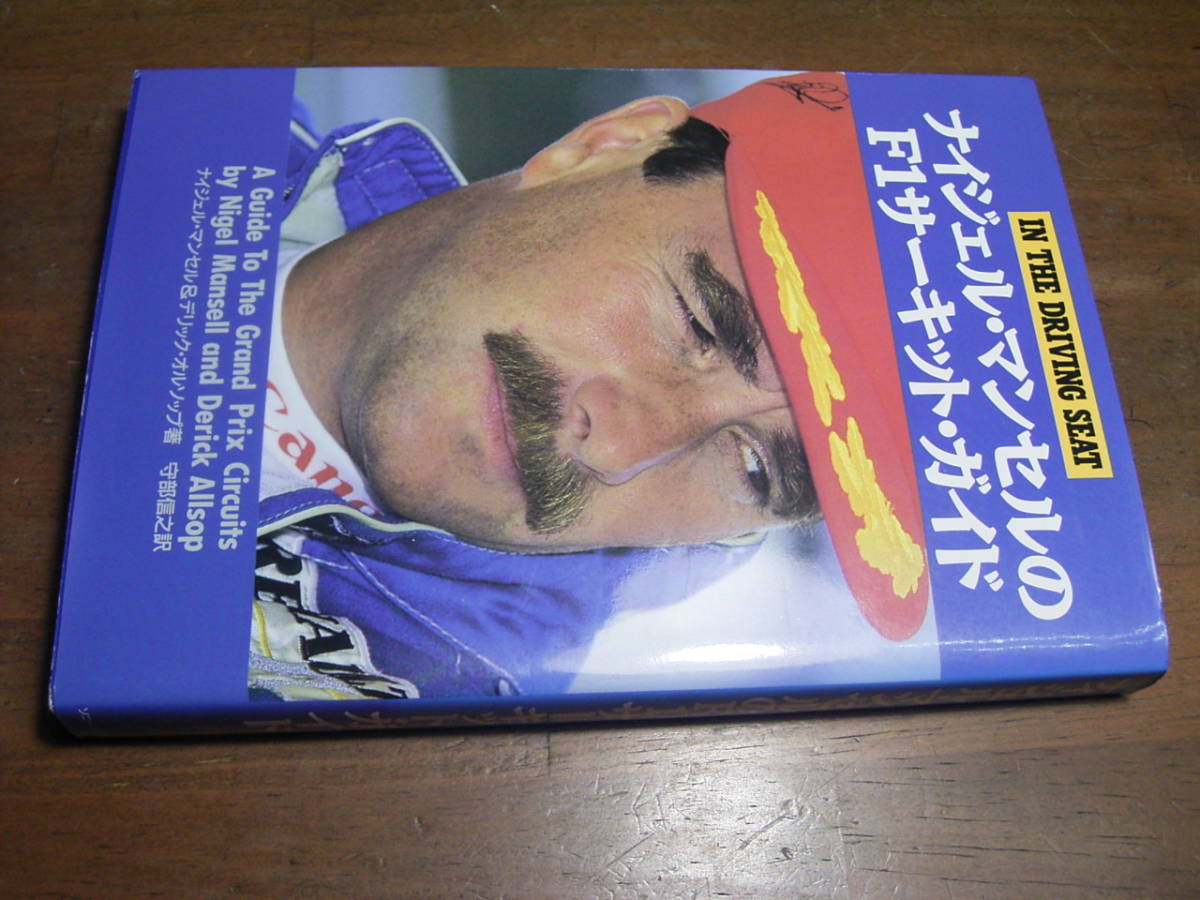 IN THE DRIVING SEAT
ナイジェル・マンセルの
F1サーキット・ガイド
Canon
A Guide To The Grand Prix Circuits
by Nigel Mansell and Derick Allsop
ナイジェル・マンセル&デリック・オルソップ著 守部信之訳